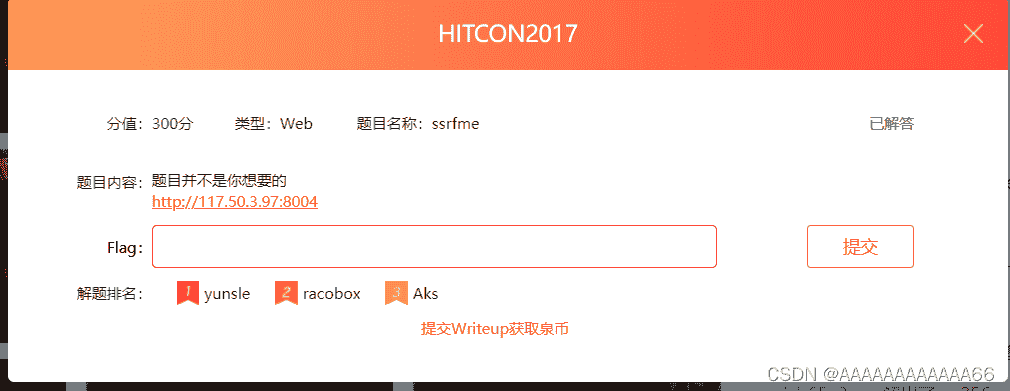 HITCON2017
分值：300分 类型：Web 题目名称：ssrfme 已解答
题目内容：题目并不是你想要的
http://117.50.3.97:8004
Flag： 提交
解题排名： 1 yunsle 2 racobox 3 Aks
提交Writeup获取泉币
CSDN @AAAAAAAAAAAAA66